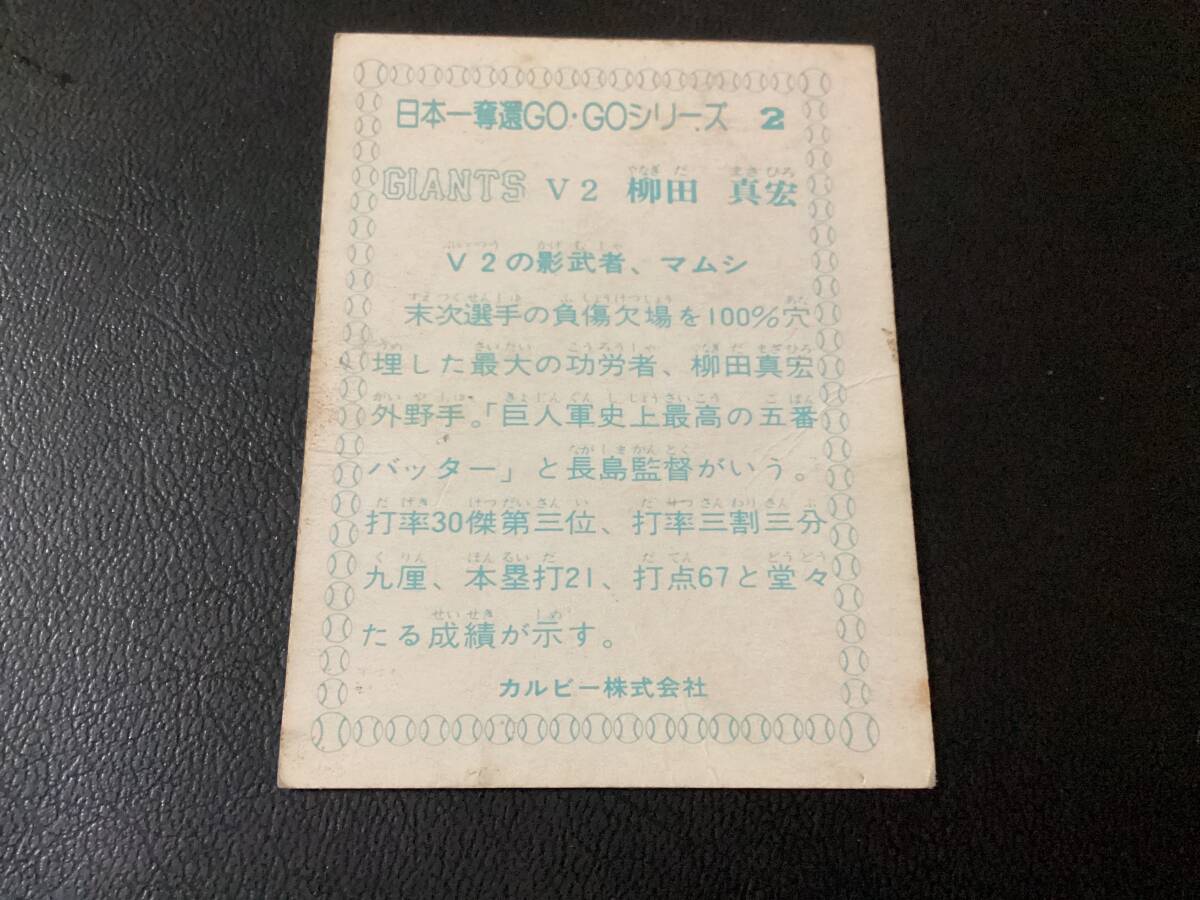 日本一奪還GO・GOシリーズ 2
GIANTS V2 柳田 真宏
V2の影武者、マムシ
末次選手の負傷欠場を100%穴
埋した最大の功労者、柳田真宏
外野手。「巨人軍史上最高の五番
バッター」と長島監督がいう。
打率30傑第三位、打率三割三分
九厘、本塁打21、打点67と堂々
たる成績が示す。
カルビー株式会社